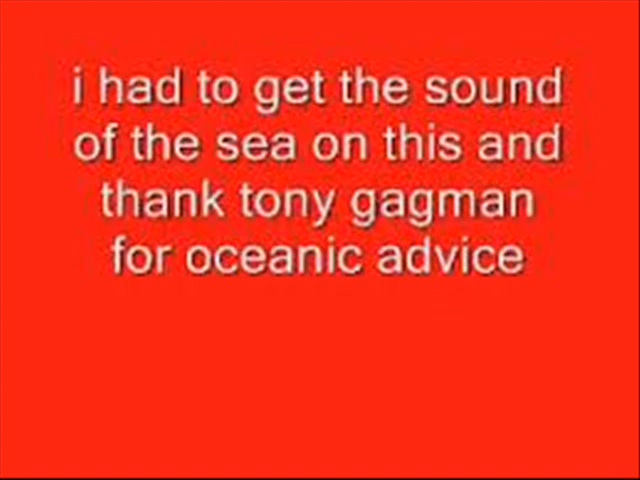 i had to get the sound
of the sea on this and
thank tony gagman
for oceanic advice